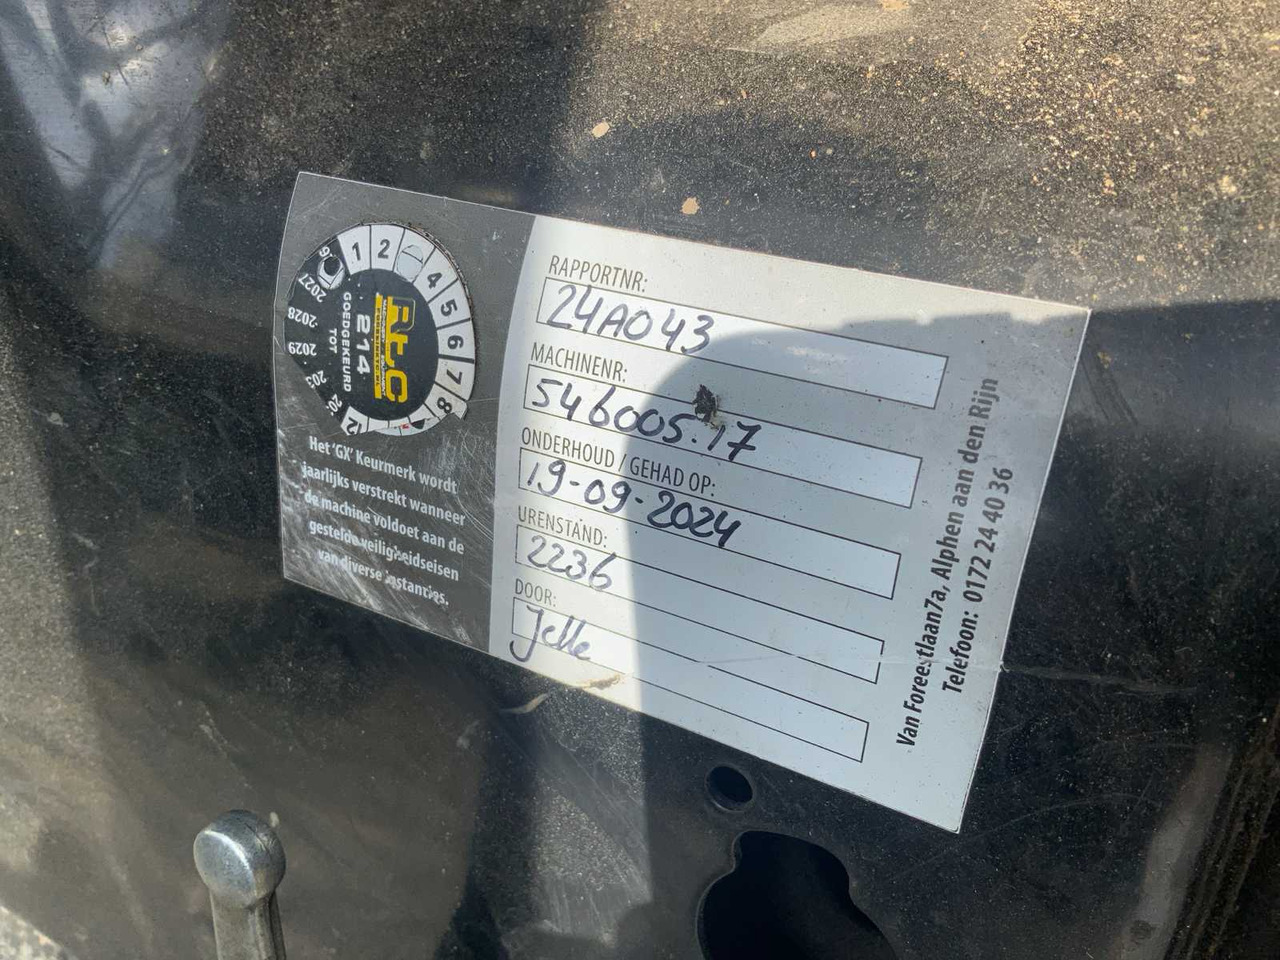 1 2 4 5 6 7 8 12
2027
2028
2029
GOEDGEKEURD
TOT
214
Het 'GX' Keurmerk wordt
jaarlijks verstrekt wanneer
de machine voldoet aan de
gestelde veiligheidseisen
van diverse instanties.
RAPPORTNR:
24A043
MACHINENR:
546005.17
ONDERHOUD / GEHAD OP:
19-09-2024
URENSTAND:
2236
DOOR:
Jelle
Van Foreestlaan7a, Alphen aan den Rijn
Telefoon: 0172 24 40 36